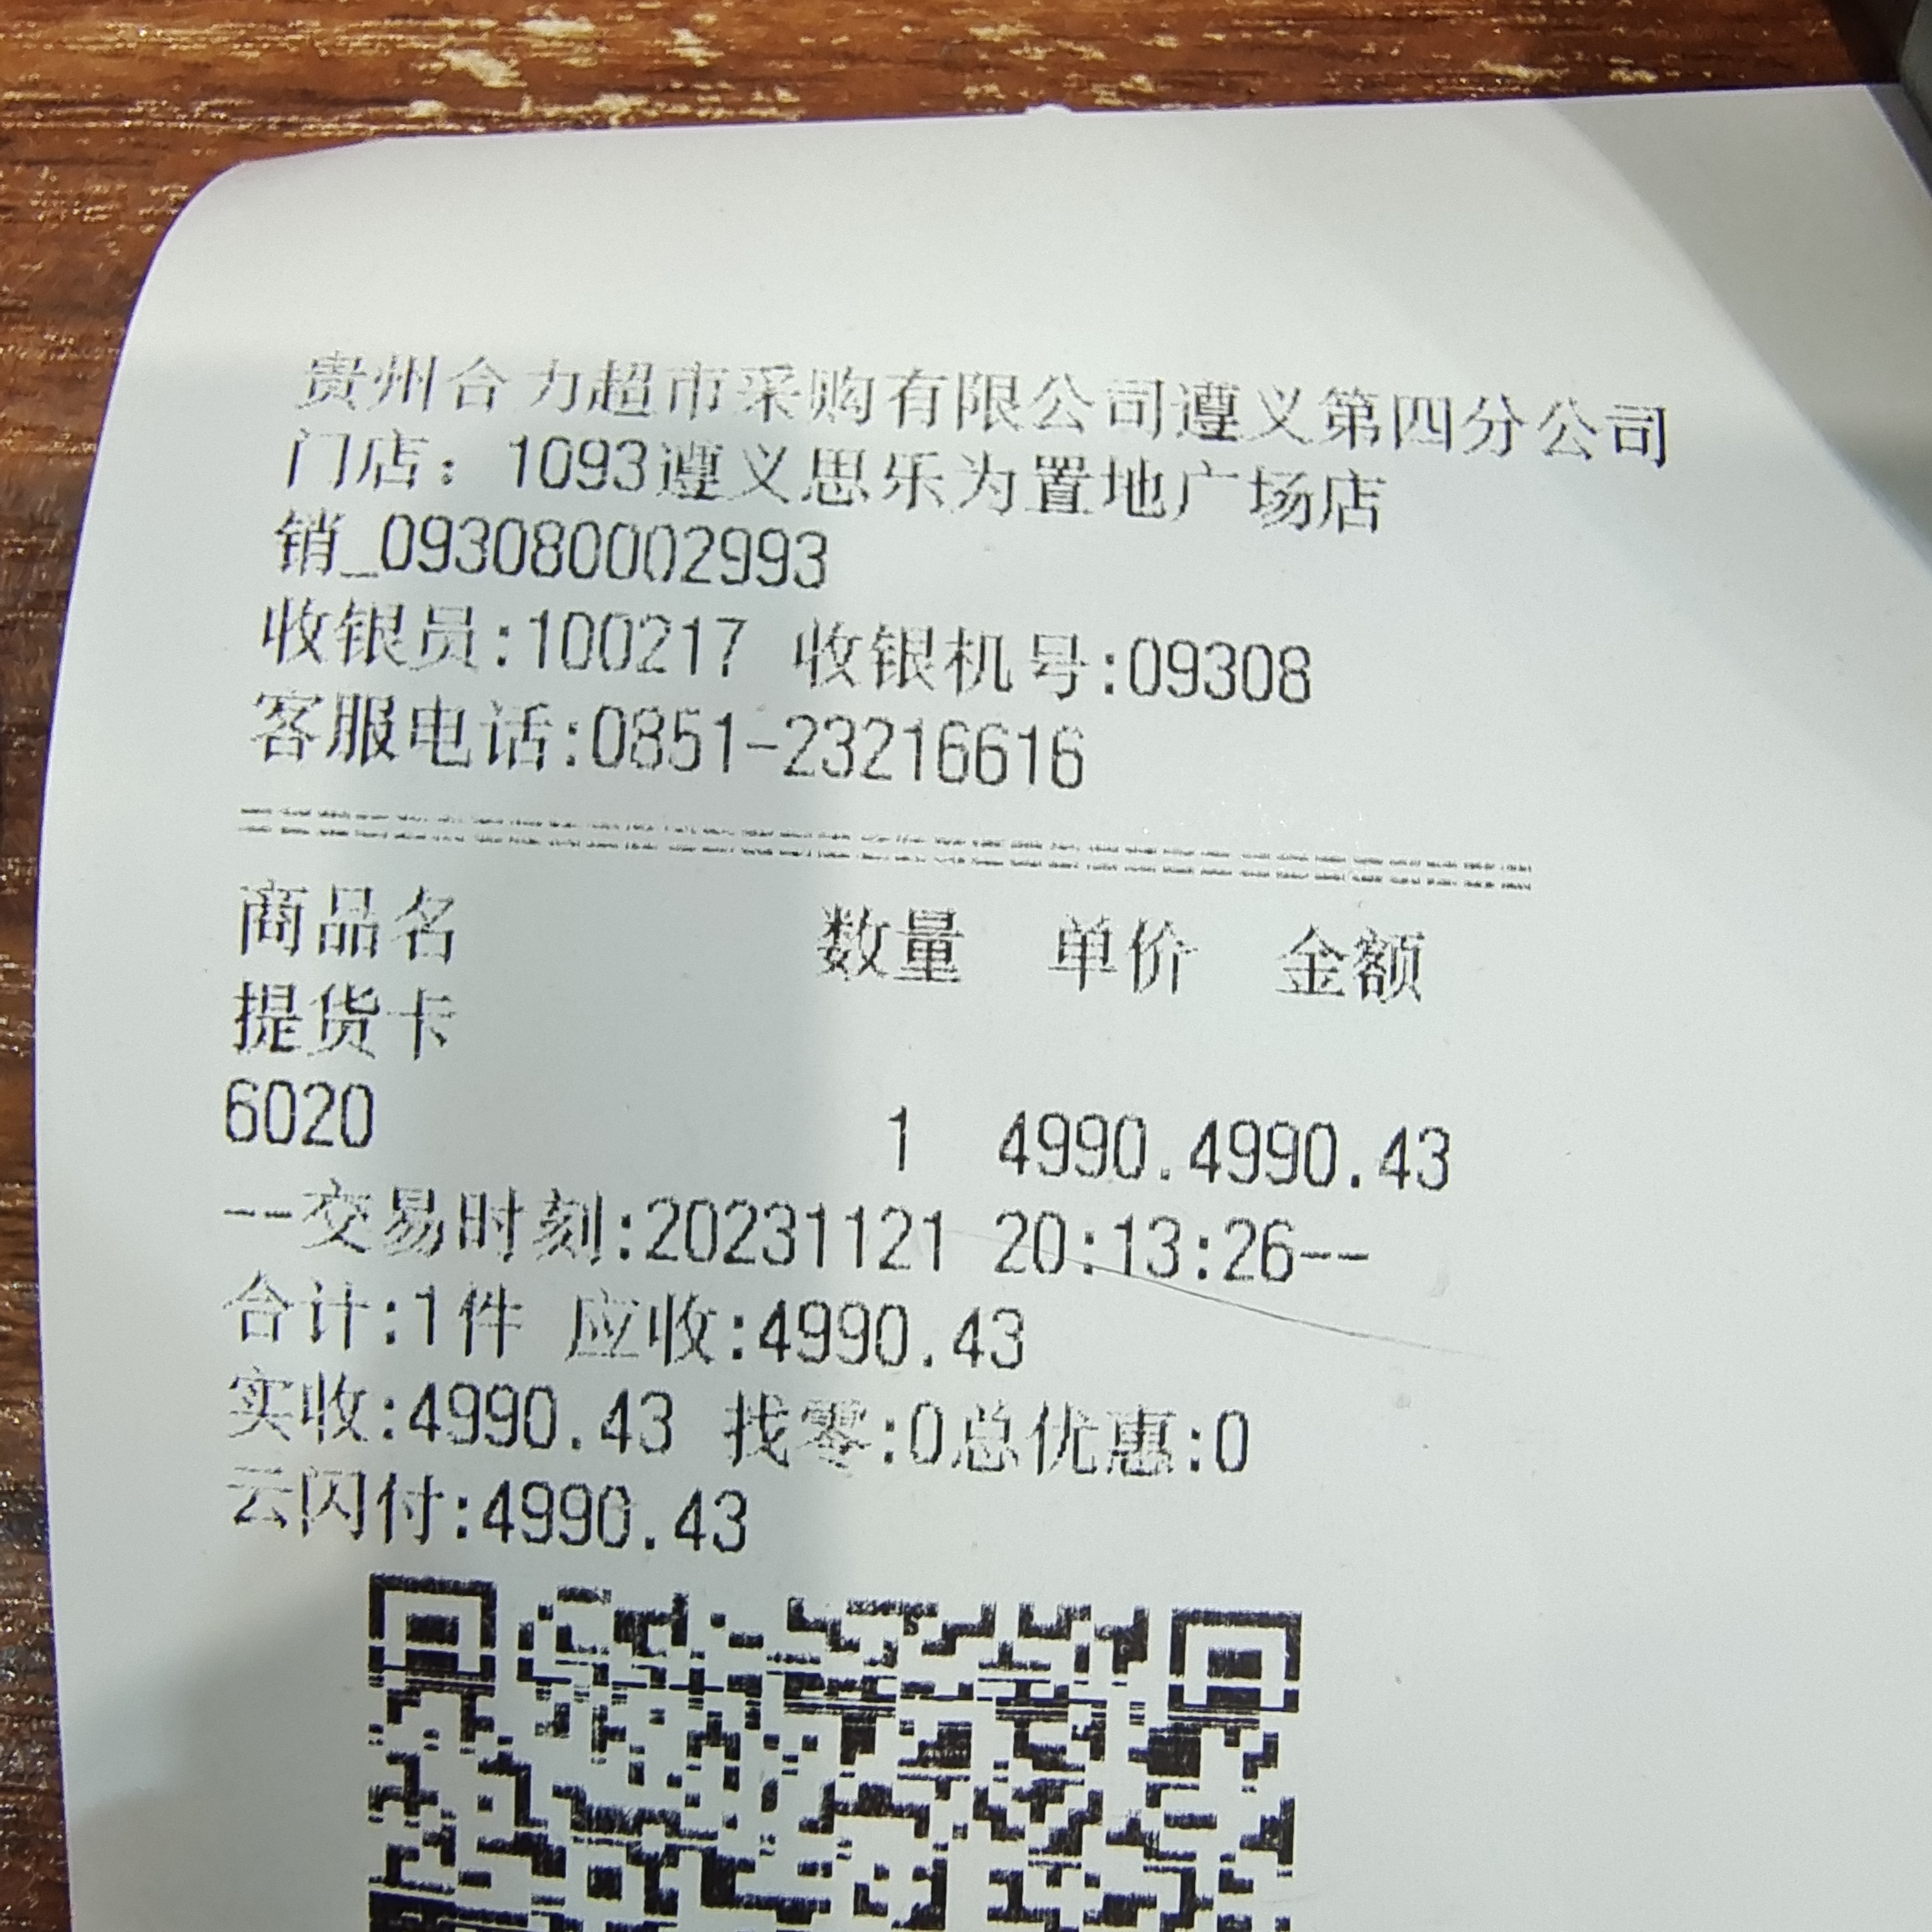 贵州合力超市采购有限公司遵义第四分公司
门店：1093遵义思乐为置地广场店
销_093080002993
收银员:100217 收银机号:09308
客服电话:0851-23216616
商品名 数量 单价 金额
提货卡
6020 1 4990.4990.43
--交易时刻:20231121 20:13:26--
合计:1件 应收:4990.43
实收:4990.43 找零:0总优惠:0
云闪付:4990.43